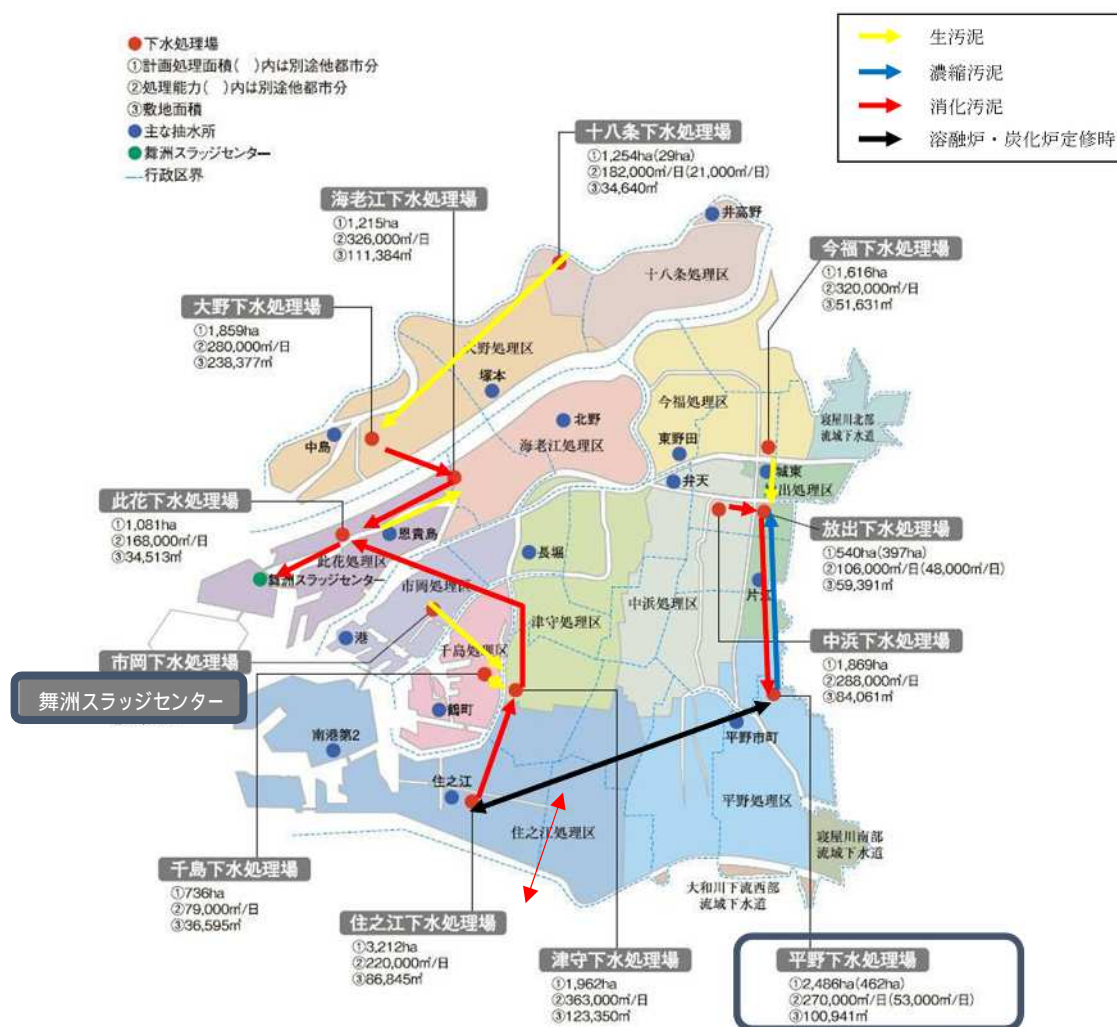 下水処理場
①計画処理面積(　)内は別途他都市分
②処理能力(　)内は別途他都市分
③敷地面積
主な抽水所
舞洲スラッジセンター
行政区界
生汚泥
濃縮汚泥
消化汚泥
溶融炉・炭化炉定修時
十八条下水処理場
①1,254ha(29ha)
②182,000㎥/日(21,000㎥/日)
③34,640㎡
海老江下水処理場
①1,215ha
②326,000㎥/日
③111,384㎡
井高野
十八条処理区
今福下水処理場
①1,616ha
②320,000㎥/日
③51,631㎡
大野下水処理場
①1,859ha
②280,000㎥/日
③238,377㎡
大野処理区
塚本
今福処理区
北野
寝屋川北部
流域下水道
中島
海老江処理区
東野田
城東
弁天
出処理区
此花下水処理場
①1,081ha
②168,000㎥/日
③34,513㎡
恩貴島
此花処理区
舞洲スラッジセンター
長堀
放出下水処理場
①540ha(397ha)
②106,000㎥/日(48,000㎥/日)
③59,391㎡
市岡処理区
津守処理区
中浜処理区
片江
港
千島処理区
中浜下水処理場
①1,869ha
②288,000㎥/日
③84,061㎡
市岡下水処理場
舞洲スラッジセンター
鶴町
平野市町
南港第2
住之江
平野処理区
住之江処理区
寝屋川南部
流域下水道
大和川下流西部
流域下水道
千島下水処理場
①736ha
②79,000㎥/日
③36,595㎡
住之江下水処理場
①3,212ha
②220,000㎥/日
③86,845㎡
津守下水処理場
①1,962ha
②363,000㎥/日
③123,350㎡
平野下水処理場
①2,486ha(462ha)
②270,000㎥/日(53,000㎥/日)
③100,941㎡